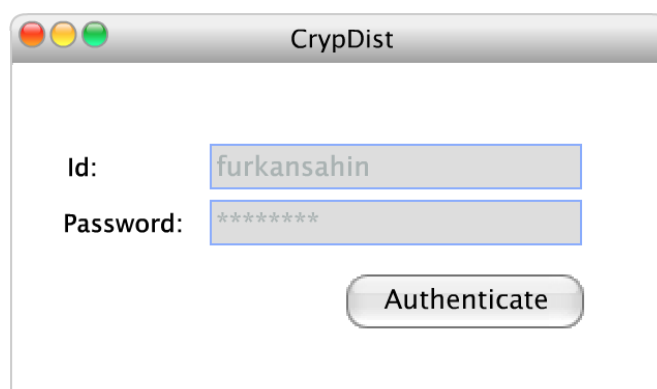 CrypDist
Id: furkansahin
Password: ********
Authenticate